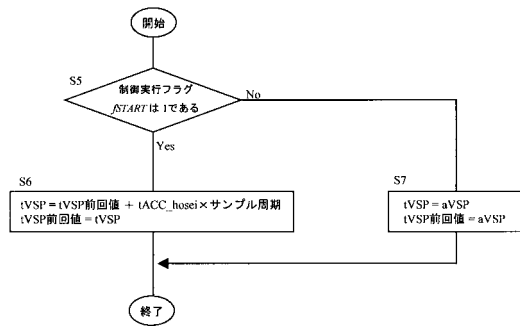 開始
S5
制御実行フラグ
fSTARTは1である
No
Yes
S6
tVSP = tVSP前回値 + tACC_hosei×サンプル周期
tVSP前回値 = tVSP
S7
tVSP = aVSP
tVSP前回値 = aVSP
終了